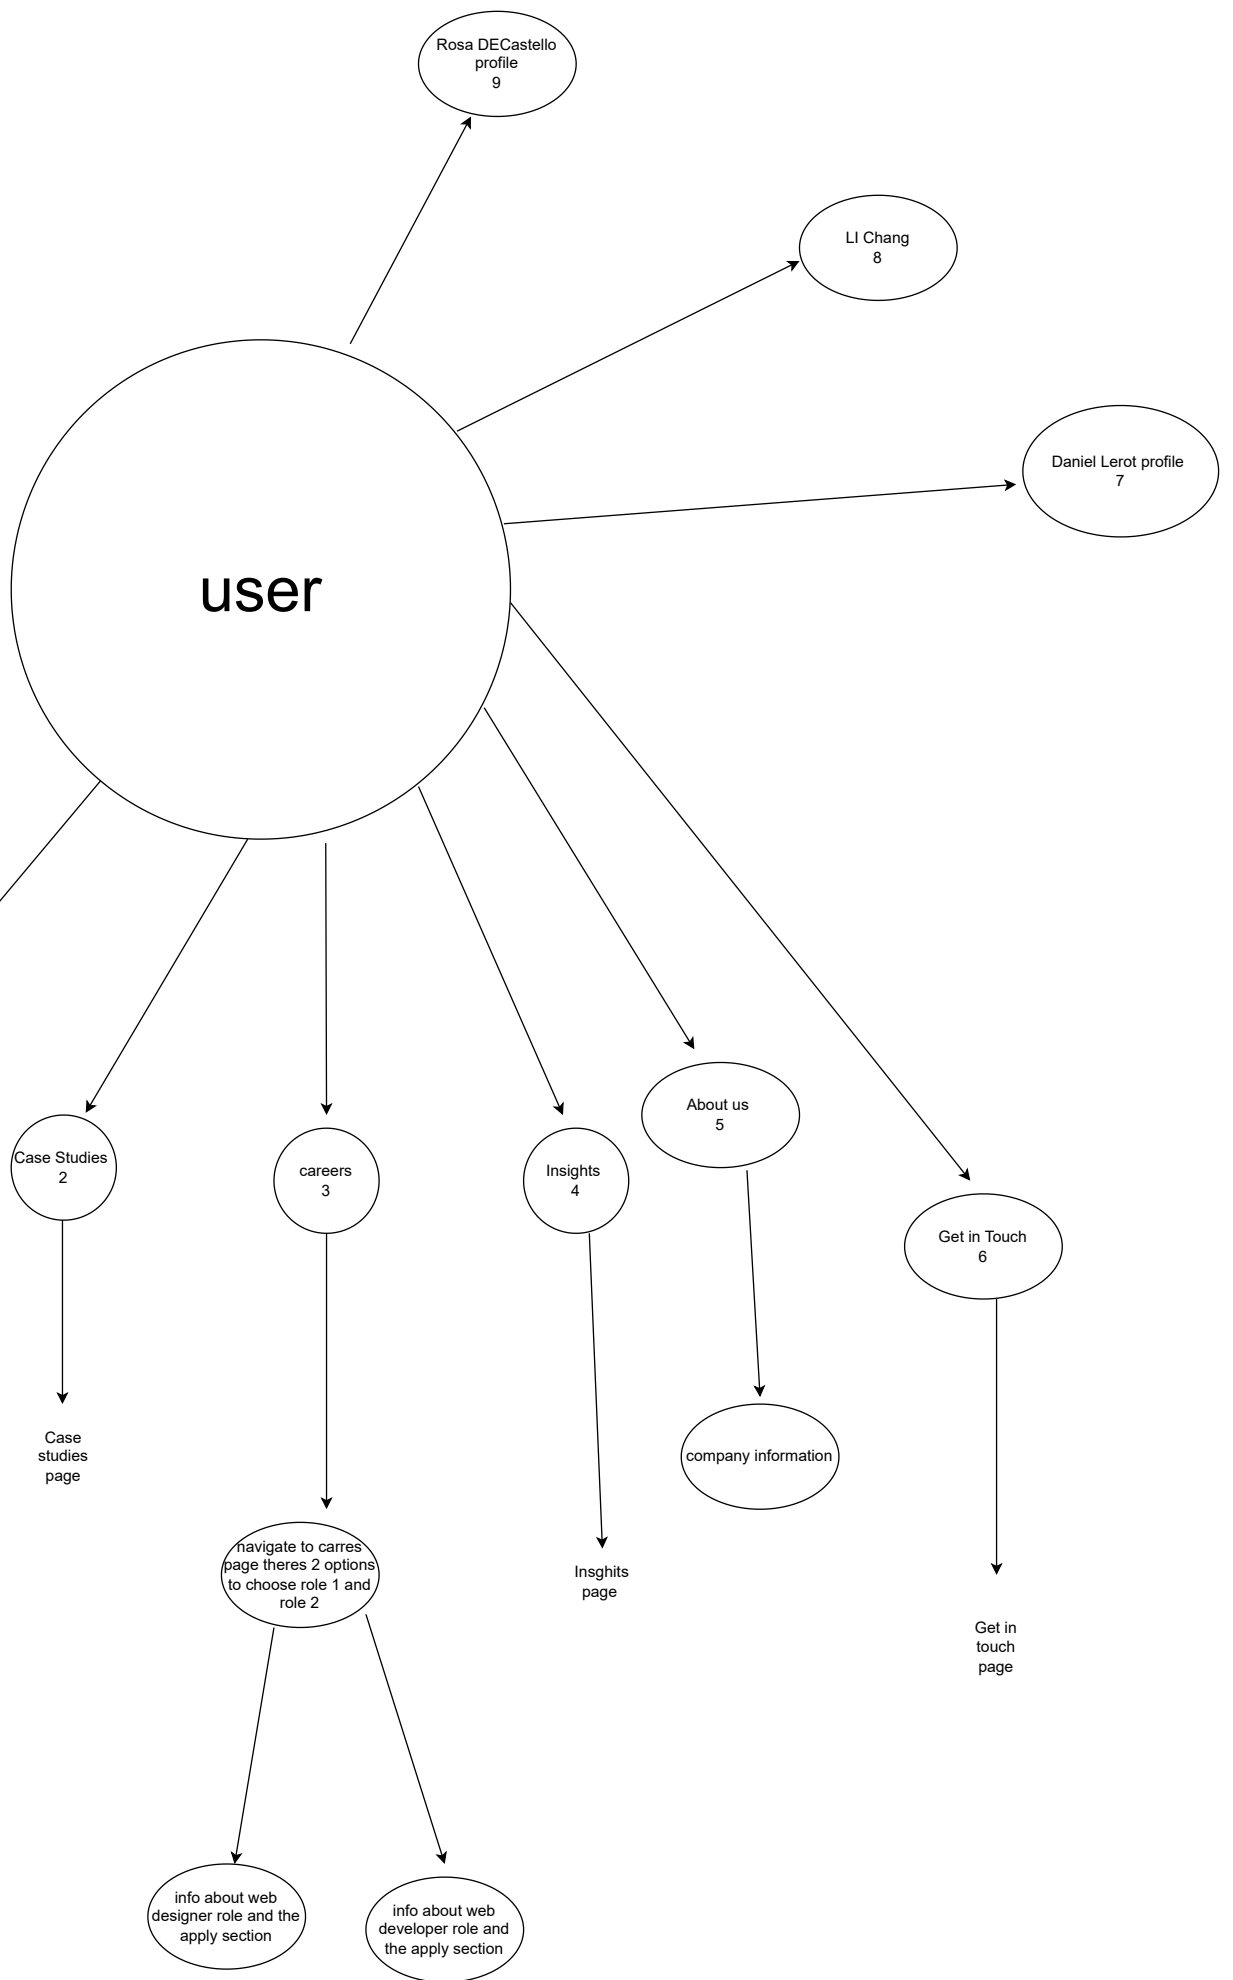 Rosa DECastello
profile
9
LI Chang
8
Daniel Lerot profile
7
user
About us
5
Case Studies
2
careers
3
Insights
4
Get in Touch
6
Case
studies
page
company information
navigate to carres
page theres 2 options
to choose role 1 and
role 2
Insghits
page
Get in
touch
page
info about web
designer role and the
apply section
info about web
developer role and
the apply section